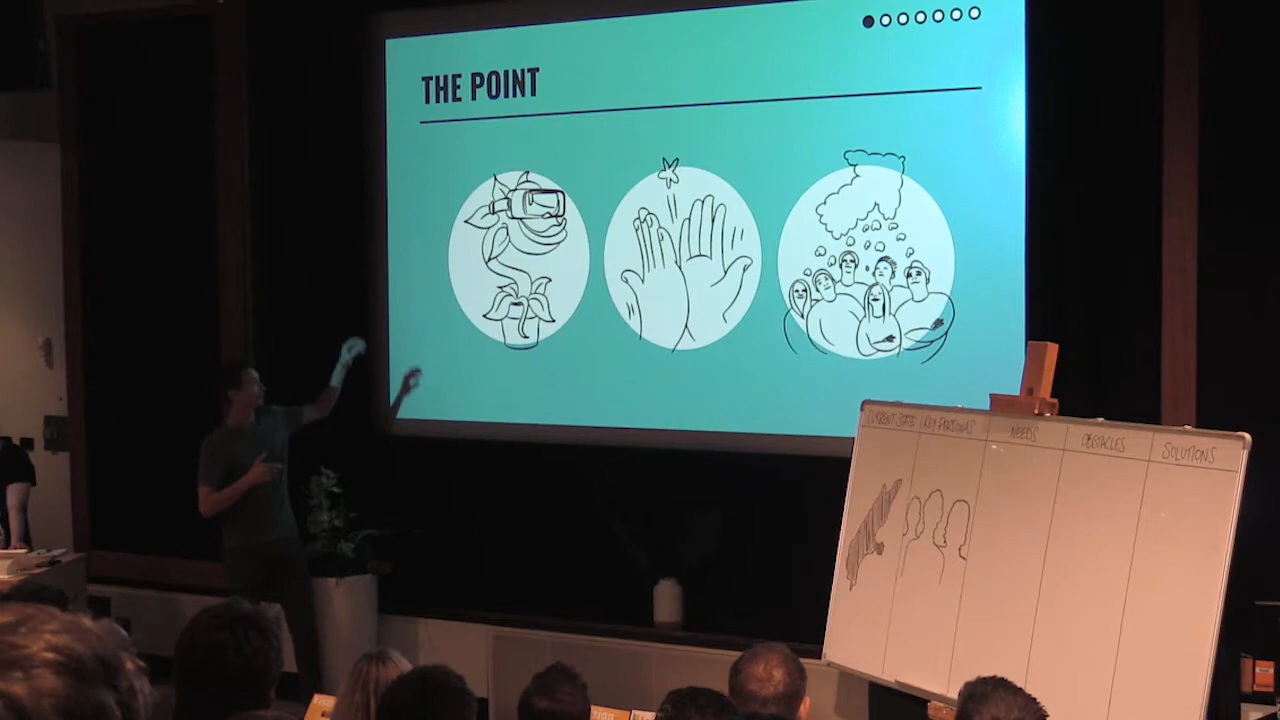 THE POINT
CURRENT STATE
KEY PERSONAS
NEEDS
OBSTACLES
SOLUTIONS